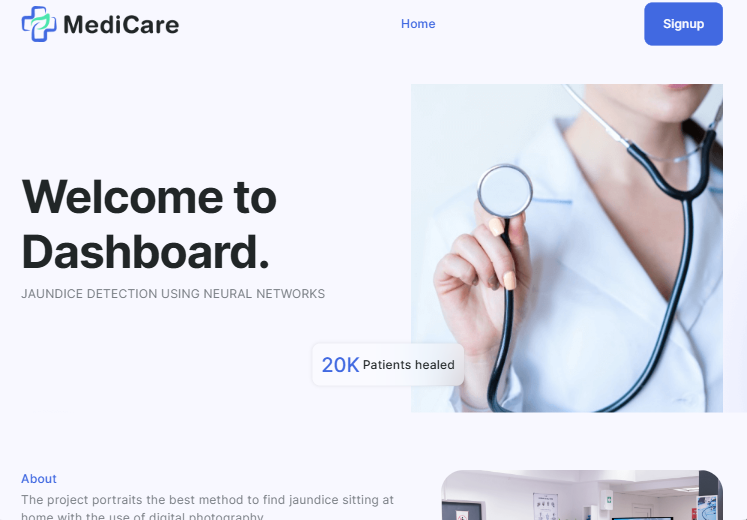 MediCare
Home
Signup
Welcome to
Dashboard.
JAUNDICE DETECTION USING NEURAL NETWORKS
20K Patients healed
About
The project portraits the best method to find jaundice sitting at
home with the use of digital photography